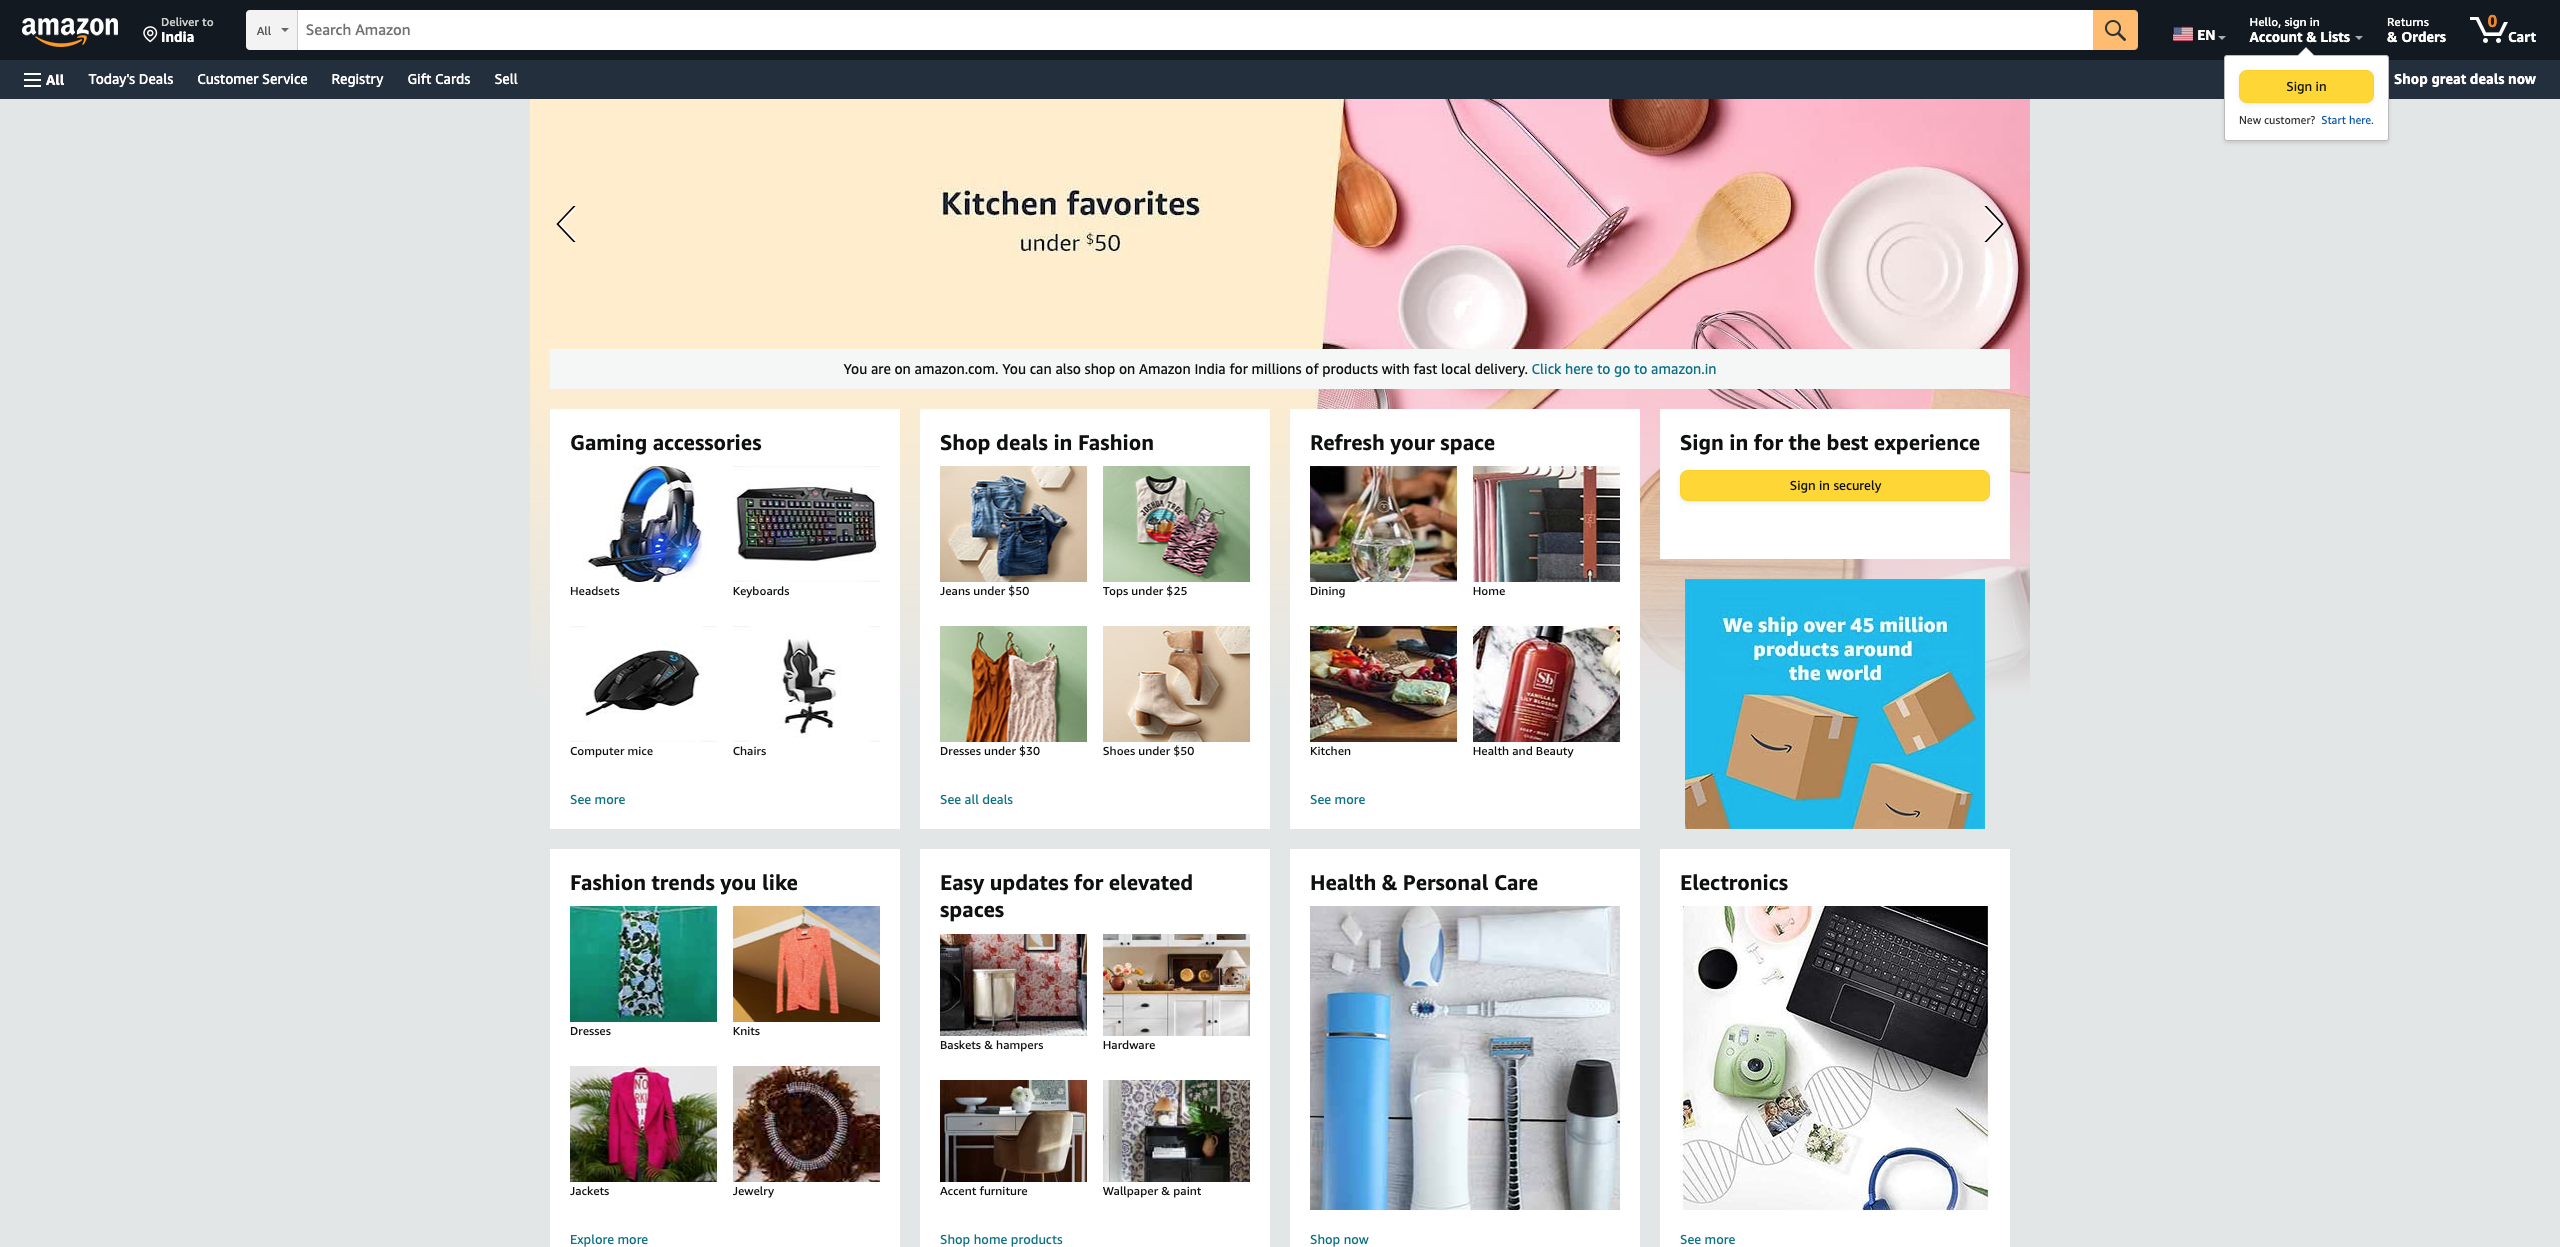 amazon
Deliver to
India
All
Search Amazon
EN
Hello, sign in
Account & Lists
Returns
& Orders
0
Cart
All
Today's Deals
Customer Service
Registry
Gift Cards
Sell
Shop great deals now
Sign in
New customer? Start here.
Kitchen favorites
under $50
You are on amazon.com. You can also shop on Amazon India for millions of products with fast local delivery. Click here to go to amazon.in
Gaming accessories
Headsets
Keyboards
Computer mice
Chairs
See more
Shop deals in Fashion
JOSHUA TREE
Jeans under $50
Tops under $25
Dresses under $30
Shoes under $50
See all deals
Refresh your space
Dining
Home
Sb
VANILLA &
LILY BLOSSOM
Kitchen
Health and Beauty
See more
Sign in for the best experience
Sign in securely
We ship over 45 million
products around
the world
Fashion trends you like
Dresses
Knits
Jackets
Jewelry
Explore more
Easy updates for elevated
spaces
Baskets & hampers
Hardware
Accent furniture
Wallpaper & paint
Shop home products
Health & Personal Care
Shop now
Electronics
See more